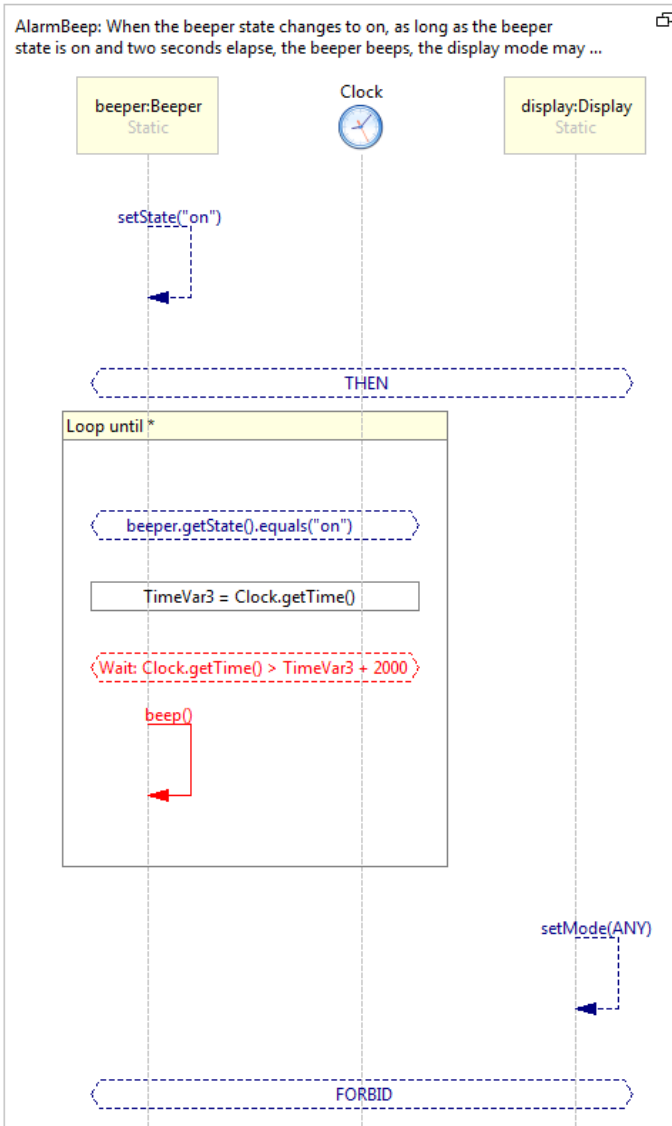 AlarmBeep: When the beeper state changes to on, as long as the beeper
state is on and two seconds elapse, the beeper beeps, the display mode may ...
Clock
beeper:Beeper
Static
display:Display
Static
setState("on")
THEN
Loop until *
beeper.getState().equals("on")
TimeVar3 = Clock.getTime()
Wait: Clock.getTime() > TimeVar3 + 2000
beep()
setMode(ANY)
FORBID